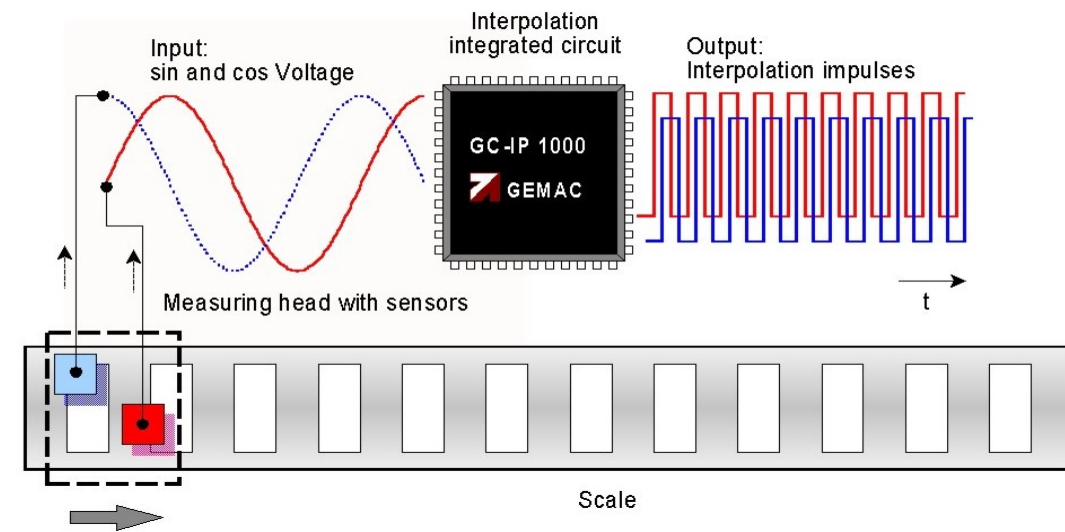 Input:
sin and cos Voltage
Interpolation
integrated circuit
Output:
Interpolation impulses
GC-IP 1000
GEMAC
t
Measuring head with sensors
Scale